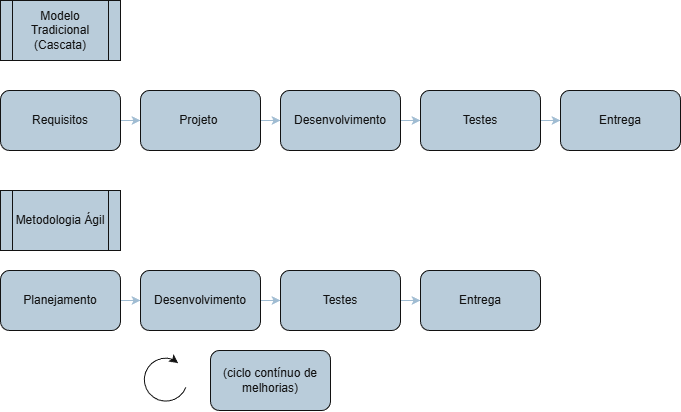 Modelo
Tradicional
(Cascata)
Requisitos
Projeto
Desenvolvimento
Testes
Entrega
Metodologia Ágil
Planejamento
Desenvolvimento
Testes
Entrega
(ciclo contínuo de
melhorias)